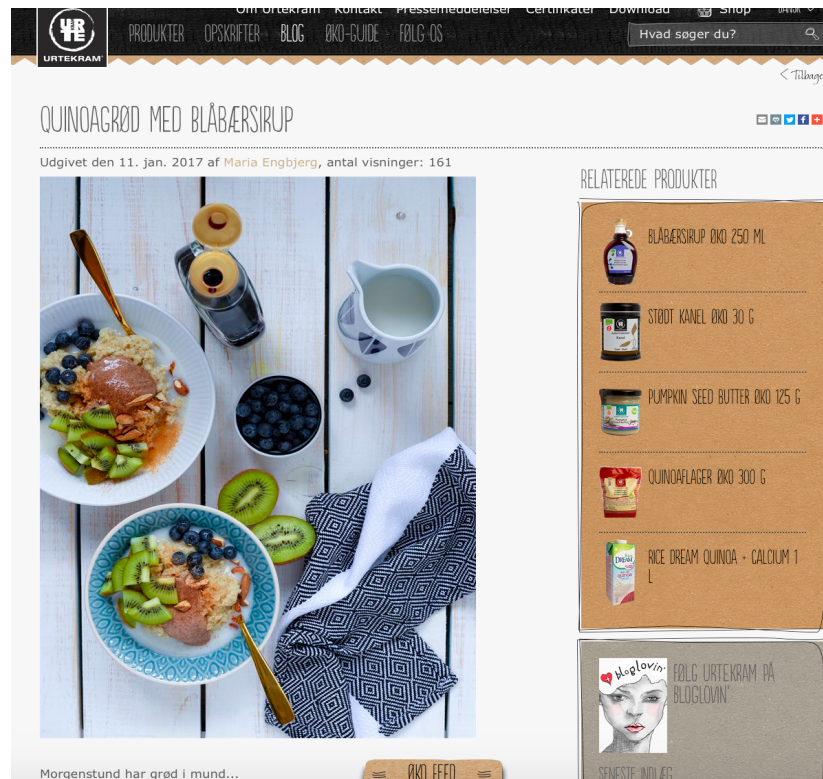 Om Urtekram Kontakt Pressemeddelelser Certifikater Download Shop
URTEKRAM
PRODUKTER OPSKRIFTER BLOG ØKO-GUIDE FØLG OS
Hvad søger du?
< Tilbage
QUINOAGRØD MED BLÅBÆRSIRUP
Udgivet den 11. jan. 2017 af Maria Engbjerg, antal visninger: 161
RELATEREDE PRODUKTER
BLÅBÆRSIRUP ØKO 250 ML
STØDT KANEL ØKO 30 G
PUMPKIN SEED BUTTER ØKO 125 G
QUINOAFLAGER ØKO 300 G
RICE DREAM QUINOA + CALCIUM 1
L
bloglovin'
FØLG URTEKRAM PÅ
BLOGLOVIN'
SENESTE INDLÆG
Morgenstund har grød i mund...
ØKO FEED